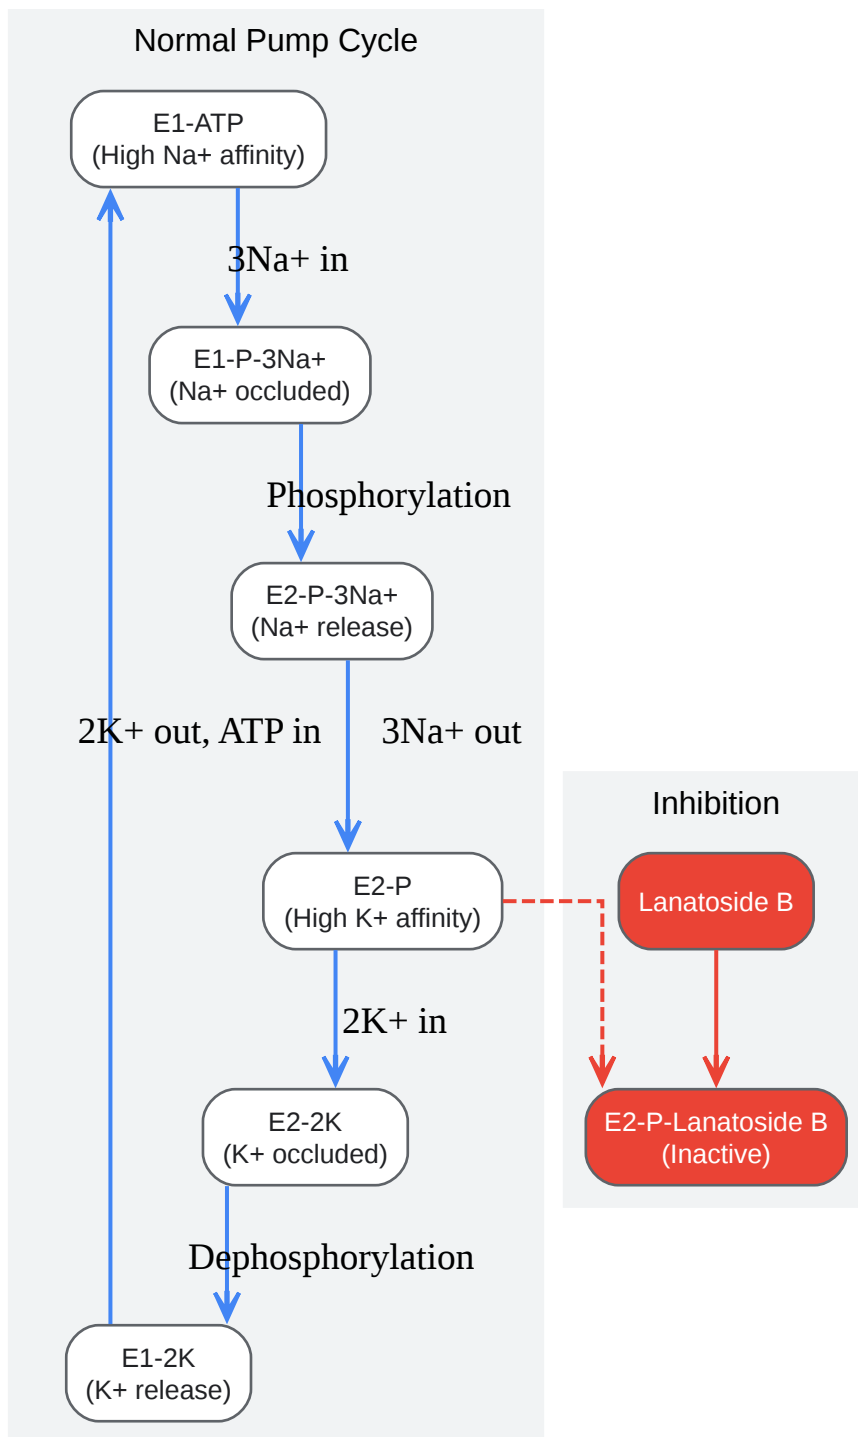 Normal Pump Cycle
E1-ATP
(High Na+ affinity)
3Na+ in
E1-P-3Na+
(Na+ occluded)
Phosphorylation
E2-P-3Na+
(Na+ release)
2K+ out, ATP in
3Na+ out
E2-P
(High K+ affinity)
2K+ in
E2-2K
(K+ occluded)
Dephosphorylation
E1-2K
(K+ release)
Inhibition
Lanatoside B
E2-P-Lanatoside B
(Inactive)